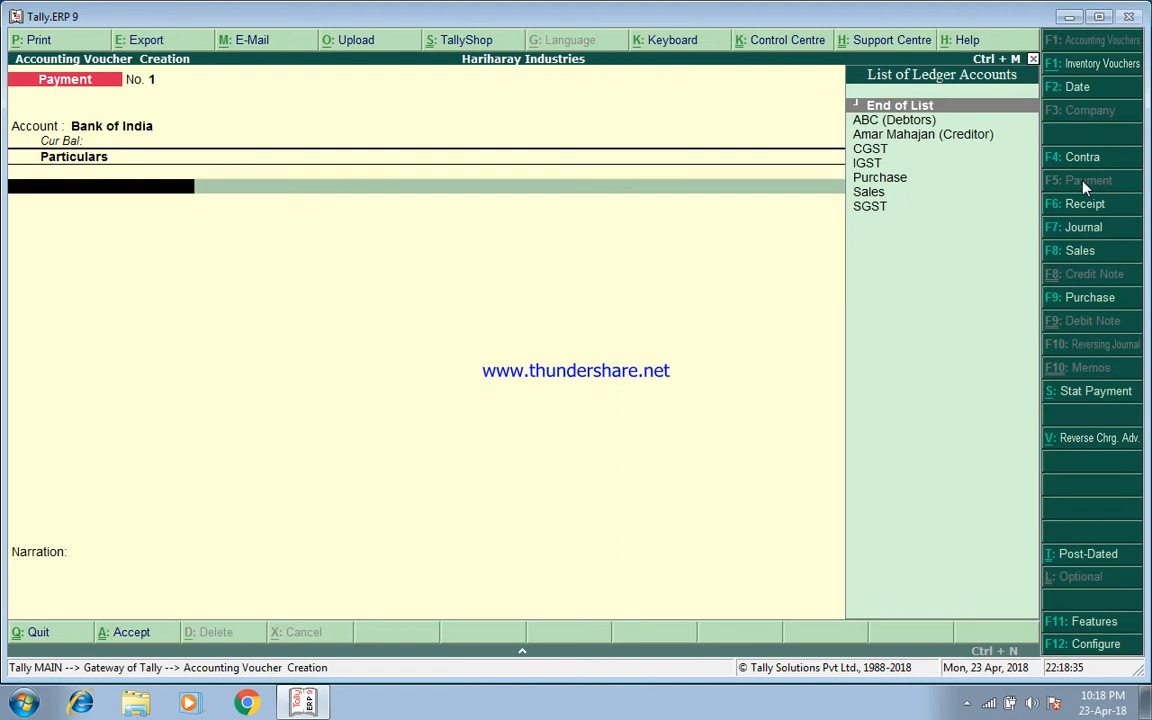 Tally.ERP 9
P: Print E: Export M: E-Mail O: Upload S: TallyShop G: Language K: Keyboard K: Control Centre H: Support Centre H: Help
Accounting Voucher Creation Hariharay Industries Ctrl + M
Payment No. 1
Account : Bank of India
Cur Bal:
Particulars
List of Ledger Accounts
End of List
ABC (Debtors)
Amar Mahajan (Creditor)
CGST
IGST
Purchase
Sales
SGST
F1: Accounting Vouchers
F1: Inventory Vouchers
F2: Date
F3: Company
F4: Contra
F5: Payment
F6: Receipt
F7: Journal
F8: Sales
F8: Credit Note
F9: Purchase
F9: Debit Note
F10: Reversing Journal
F10: Memos
S: Stat Payment
V: Reverse Chrg. Adv.
T: Post-Dated
L: Optional
F11: Features
F12: Configure
www.thundershare.net
Narration:
Q: Quit A: Accept D: Delete X: Cancel
Ctrl + N
Tally MAIN --> Gateway of Tally --> Accounting Voucher Creation © Tally Solutions Pvt Ltd., 1988-2018 Mon, 23 Apr, 2018 22:18:35
Tally ERP 9
10:18 PM
23-Apr-18